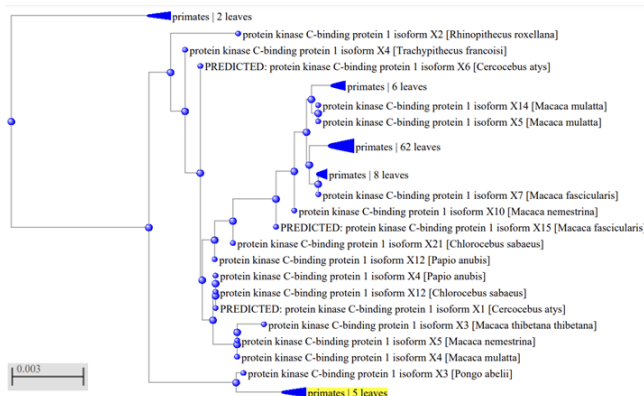 primates | 2 leaves
protein kinase C-binding protein 1 isoform X2 [Rhinopithecus roxellana]
protein kinase C-binding protein 1 isoform X4 [Trachypithecus francoisi]
PREDICTED: protein kinase C-binding protein 1 isoform X6 [Cercocebus atys]
primates | 6 leaves
protein kinase C-binding protein 1 isoform X14 [Macaca mulatta]
protein kinase C-binding protein 1 isoform X5 [Macaca mulatta]
primates | 62 leaves
primates | 8 leaves
protein kinase C-binding protein 1 isoform X7 [Macaca fascicularis]
protein kinase C-binding protein 1 isoform X10 [Macaca nemestrina]
PREDICTED: protein kinase C-binding protein 1 isoform X15 [Macaca fascicularis]
protein kinase C-binding protein 1 isoform X21 [Chlorocebus sabaeus]
protein kinase C-binding protein 1 isoform X12 [Papio anubis]
protein kinase C-binding protein 1 isoform X4 [Papio anubis]
protein kinase C-binding protein 1 isoform X12 [Chlorocebus sabaeus]
PREDICTED: protein kinase C-binding protein 1 isoform X1 [Cercocebus atys]
protein kinase C-binding protein 1 isoform X3 [Macaca thibetana thibetana]
protein kinase C-binding protein 1 isoform X5 [Macaca nemestrina]
protein kinase C-binding protein 1 isoform X4 [Macaca mulatta]
0.003
protein kinase C-binding protein 1 isoform X3 [Pongo abelii]
primates | 5 leaves